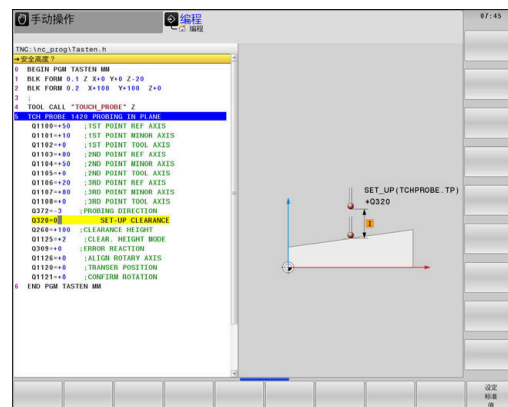 手动操作
编程
编程
07:45
TNC:\nc_prog\Tasten.h
→安全高度?
0 BEGIN PGM TASTEN MM
1 BLK FORM 0.1 Z X+0 Y+0 Z-20
2 BLK FORM 0.2 X+100 Y+100 Z+0
3 ;
4 TOOL CALL "TOUCH_PROBE" Z
5 TCH PROBE 1420 PROBING IN PLANE
Q1100=+50 ;1ST POINT REF AXIS
Q1101=+10 ;1ST POINT MINOR AXIS
Q1102=+0 ;1ST POINT TOOL AXIS
Q1103=+80 ;2ND POINT REF AXIS
Q1104=+50 ;2ND POINT MINOR AXIS
Q1105=+0 ;2ND POINT TOOL AXIS
Q1106=+20 ;3RD POINT REF AXIS
Q1107=+80 ;3RD POINT MINOR AXIS
Q1108=+0 ;3RD POINT TOOL AXIS
Q372=-3 ;PROBING DIRECTION
Q320=0 SET-UP CLEARANCE
Q260=+100 ;CLEARANCE HEIGHT
Q1125=+2 ;CLEAR. HEIGHT MODE
Q309=+0 ;ERROR REACTION
Q1126=+0 ;ALIGN ROTARY AXIS
Q1120=+0 ;TRANSER POSITION
Q1121=+0 ;CONFIRM ROTATION
6 END PGM TASTEN MM
SET_UP(TCHPROBE.TP)
+Q320
设定
标准
值